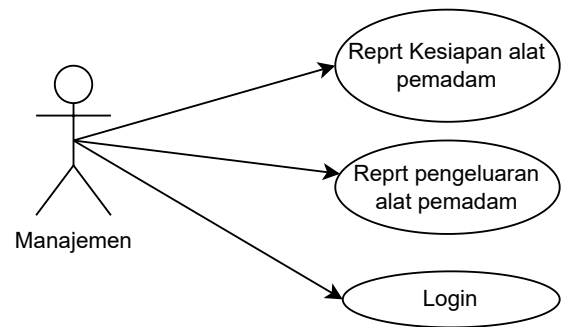 Reprt Kesiapan alat
pemadam
Reprt pengeluaran
alat pemadam
Manajemen
Login